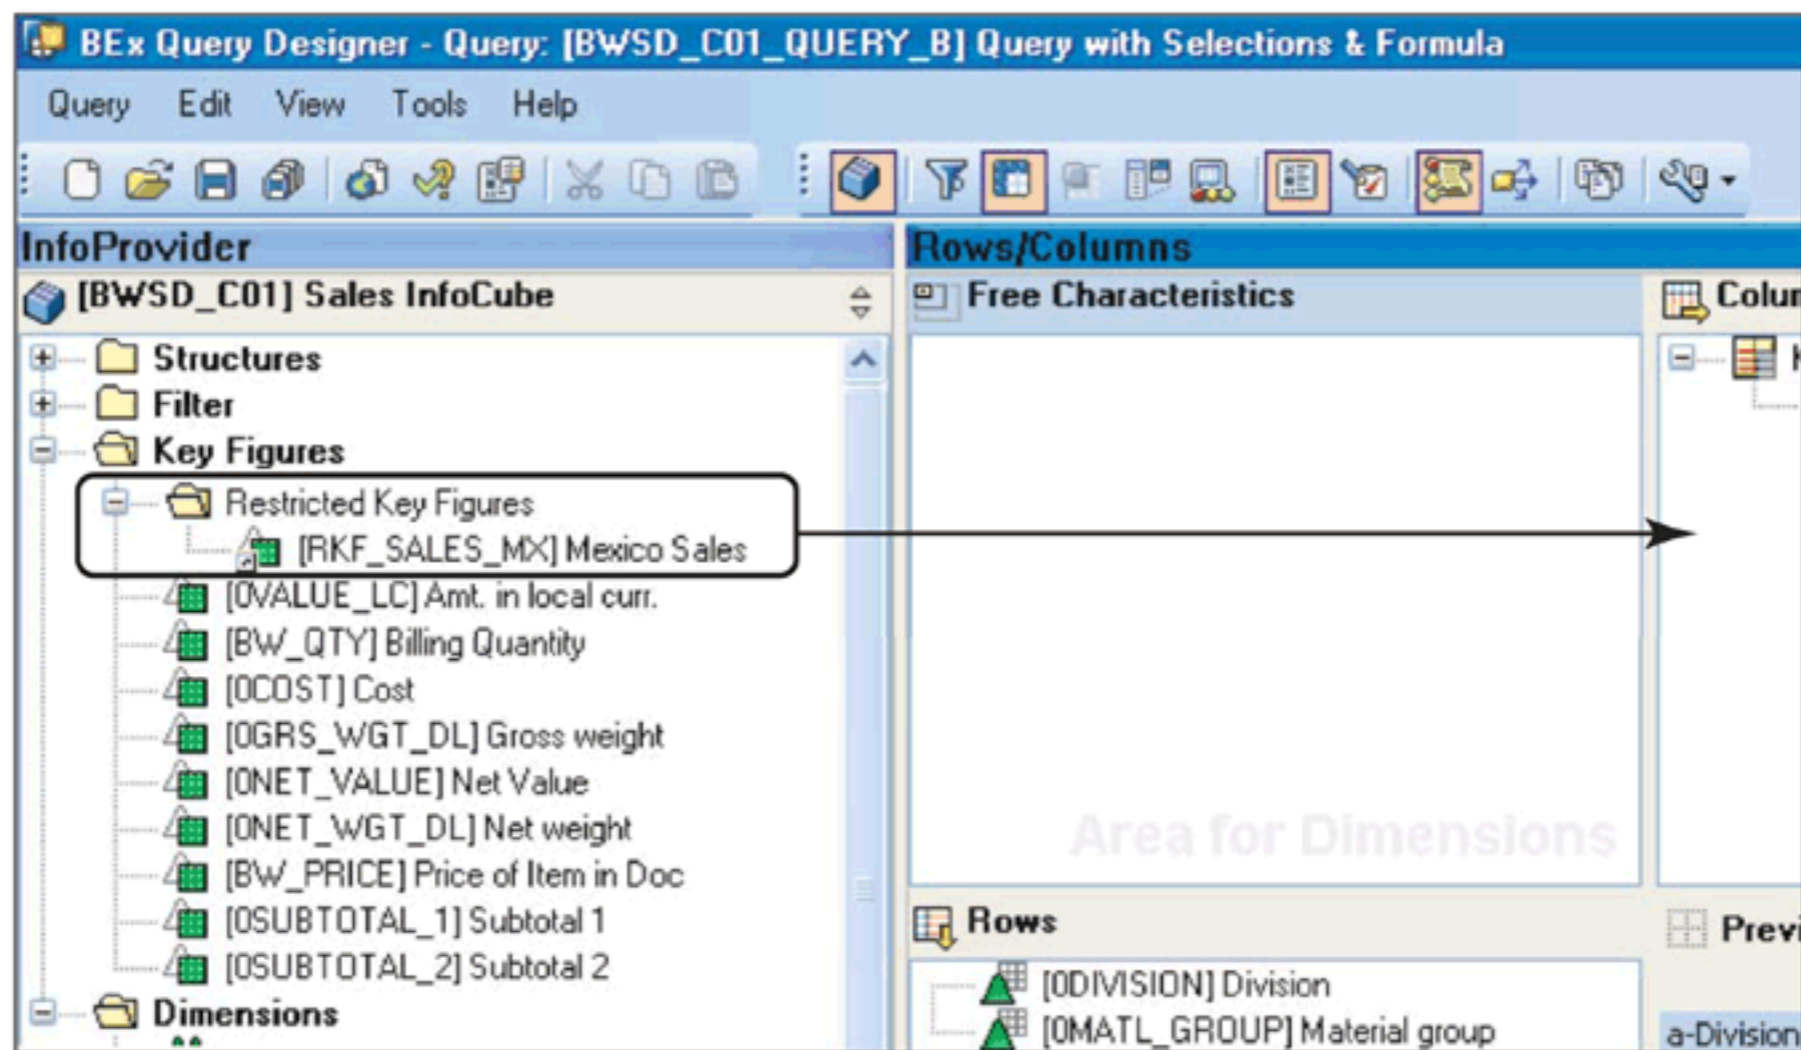 BEx Query Designer - Query: [BWSD_C01_QUERY_B] Query with Selections & Formula
Query Edit View Tools Help
InfoProvider
[BWSD_C01] Sales InfoCube
Structures
Filter
Key Figures
Restricted Key Figures
[RKF_SALES_MX] Mexico Sales
[0VALUE_LC] Amt. in local curr.
[BW_QTY] Billing Quantity
[0COST] Cost
[0GRS_WGT_DL] Gross weight
[0NET_VALUE] Net Value
[0NET_WGT_DL] Net weight
[BW_PRICE] Price of Item in Doc
[0SUBTOTAL_1] Subtotal 1
[0SUBTOTAL_2] Subtotal 2
Dimensions
Rows/Columns
Free Characteristics
Area for Dimensions
Rows
[0DIVISION] Division
[0MATL_GROUP] Material group
Colum
Previ
a-Division